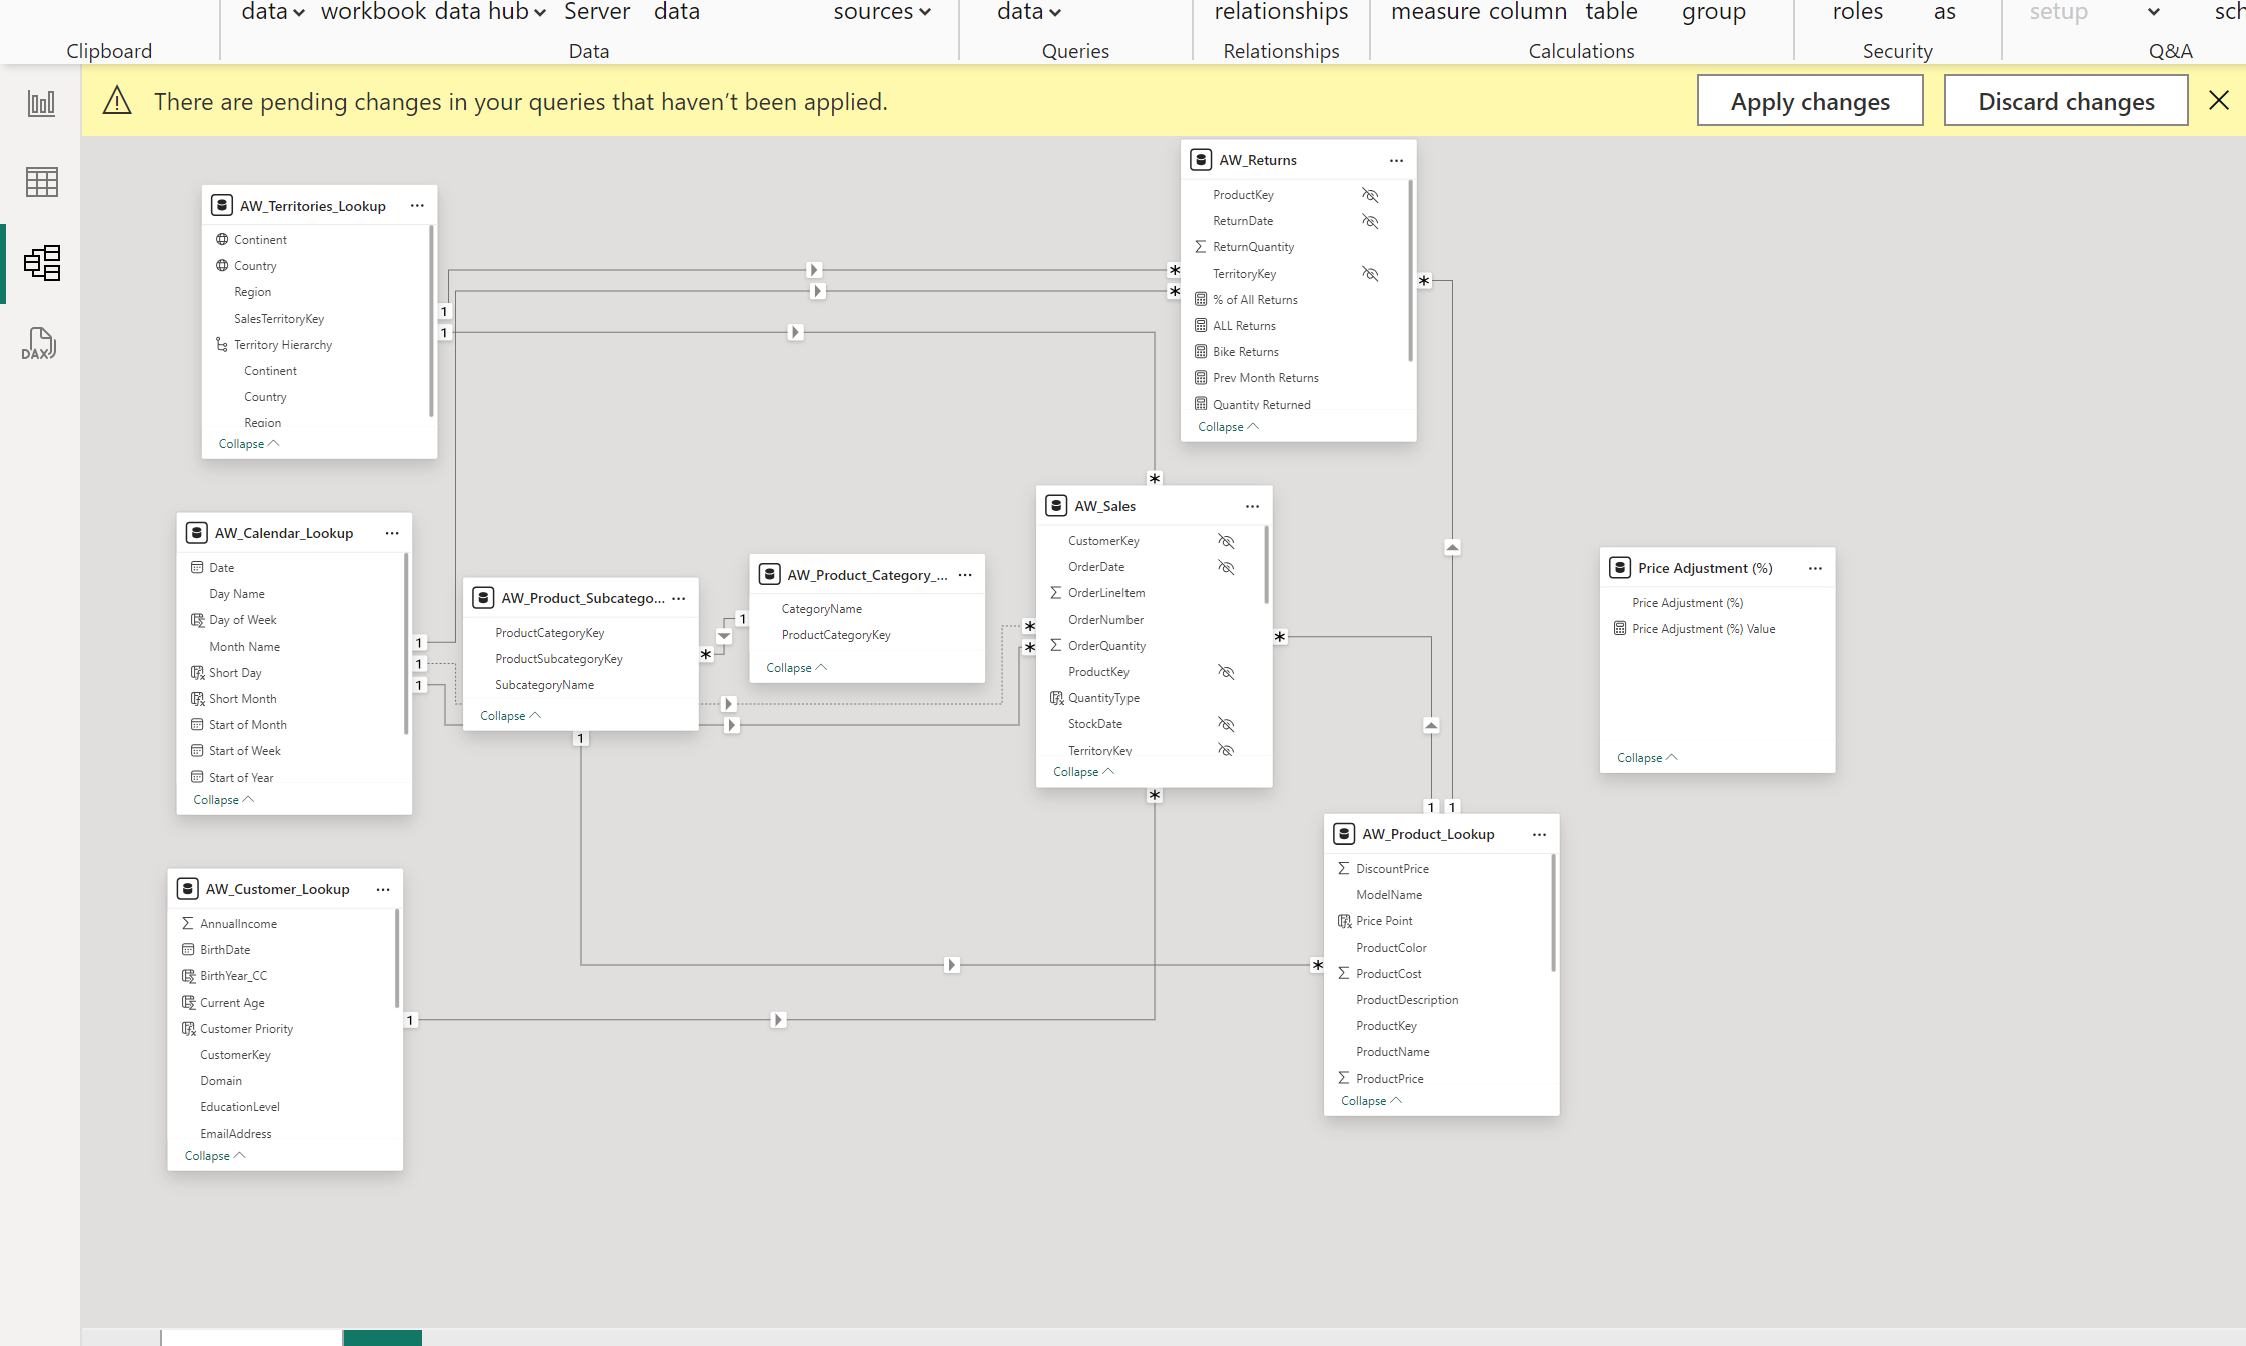 data workbook data hub Server data sources data relationships measure column table group roles as setup
Clipboard Data Queries Relationships Calculations Security Q&A
There are pending changes in your queries that haven't been applied. Apply changes Discard changes
DAX
AW_Territories_Lookup
Continent
Country
Region
SalesTerritoryKey
Territory Hierarchy
Continent
Country
Region
Collapse
AW_Returns
ProductKey
ReturnDate
ReturnQuantity
TerritoryKey
% of All Returns
ALL Returns
Bike Returns
Prev Month Returns
Quantity Returned
Collapse
AW_Calendar_Lookup
Date
Day Name
Day of Week
Month Name
Short Day
Short Month
Start of Month
Start of Week
Start of Year
Collapse
AW_Product_Subcatego...
ProductCategoryKey
ProductSubcategoryKey
SubcategoryName
Collapse
AW_Product_Category_...
CategoryName
ProductCategoryKey
Collapse
AW_Sales
CustomerKey
OrderDate
OrderLineItem
OrderNumber
OrderQuantity
ProductKey
QuantityType
StockDate
TerritoryKey
Collapse
Price Adjustment (%)
Price Adjustment (%)
Price Adjustment (%) Value
Collapse
AW_Customer_Lookup
AnnualIncome
BirthDate
BirthYear_CC
Current Age
Customer Priority
CustomerKey
Domain
EducationLevel
EmailAddress
Collapse
AW_Product_Lookup
DiscountPrice
ModelName
Price Point
ProductColor
ProductCost
ProductDescription
ProductKey
ProductName
ProductPrice
Collapse
1
1
1
1
1
1
1
1
1
1
*
*
*
*
*
*
*
*
*
*